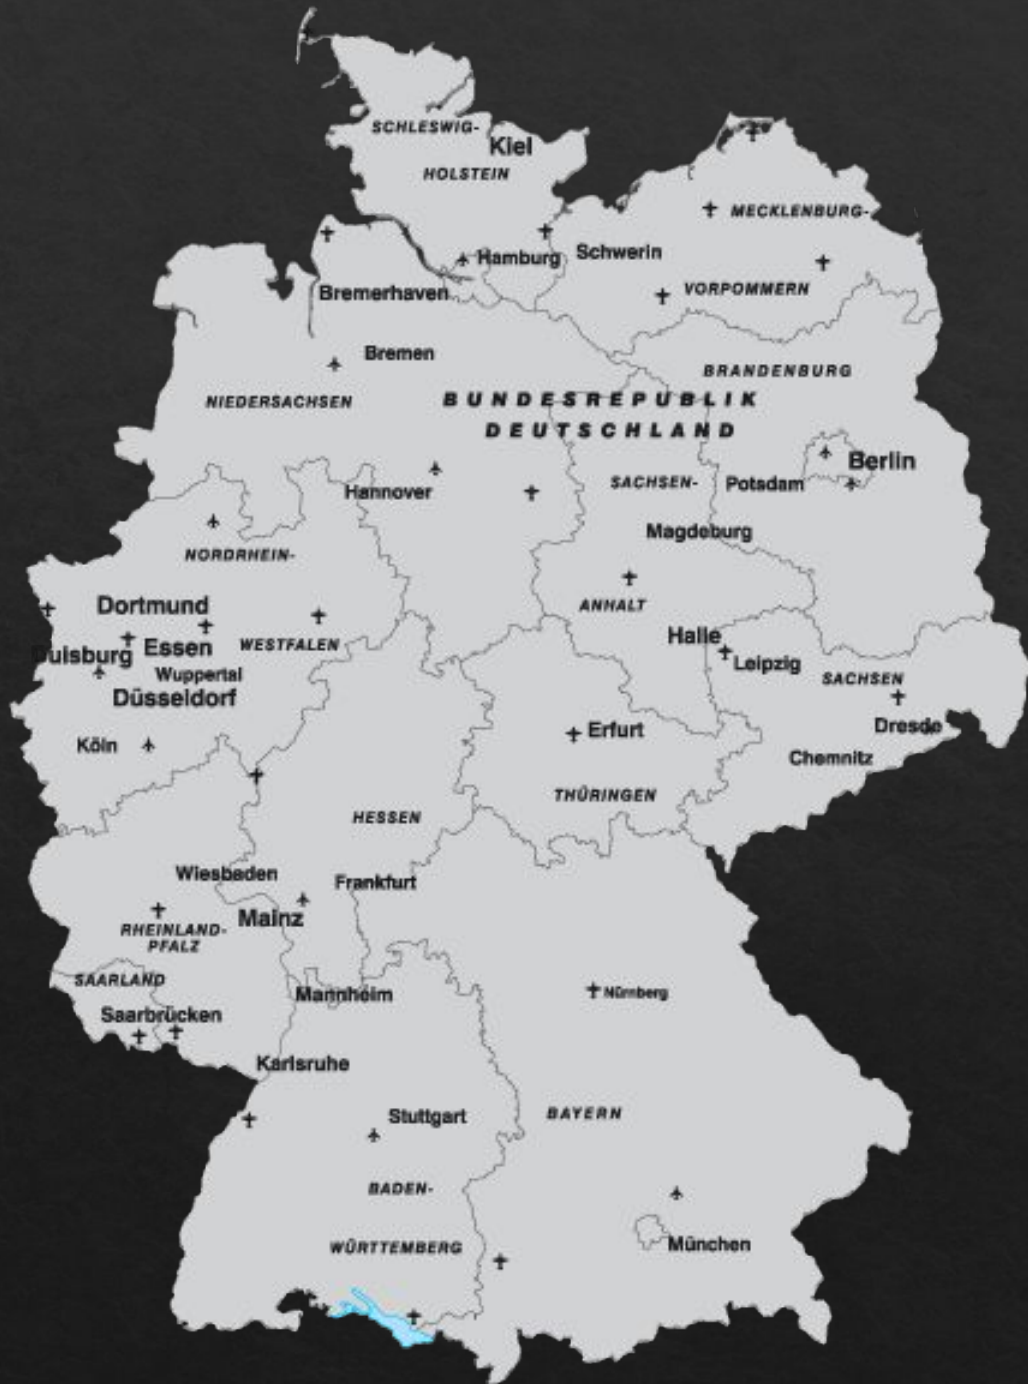 SCHLESWIG-
Kiel
HOLSTEIN
MECKLENBURG-
Schwerin
Hamburg
VORPOMMERN
Bremerhaven
Bremen
BRANDENBURG
NIEDERSACHSEN
BUNDESREPUBLIK
DEUTSCHLAND
Berlin
SACHSEN-
Potsdam
Hannover
Magdeburg
NORDRHEIN-
Dortmund
ANHALT
Halle
WESTFALEN
Essen
Duisburg
Leipzig
Wuppertal
SACHSEN
Düsseldorf
Dresde
Erfurt
Köln
Chemnitz
THÜRINGEN
HESSEN
Wiesbaden
Frankfurt
Mainz
RHEINLAND-
PFALZ
SAARLAND
Mannheim
Nürnberg
Saarbrücken
Karlsruhe
BAYERN
Stuttgart
BADEN-
München
WÜRTTEMBERG